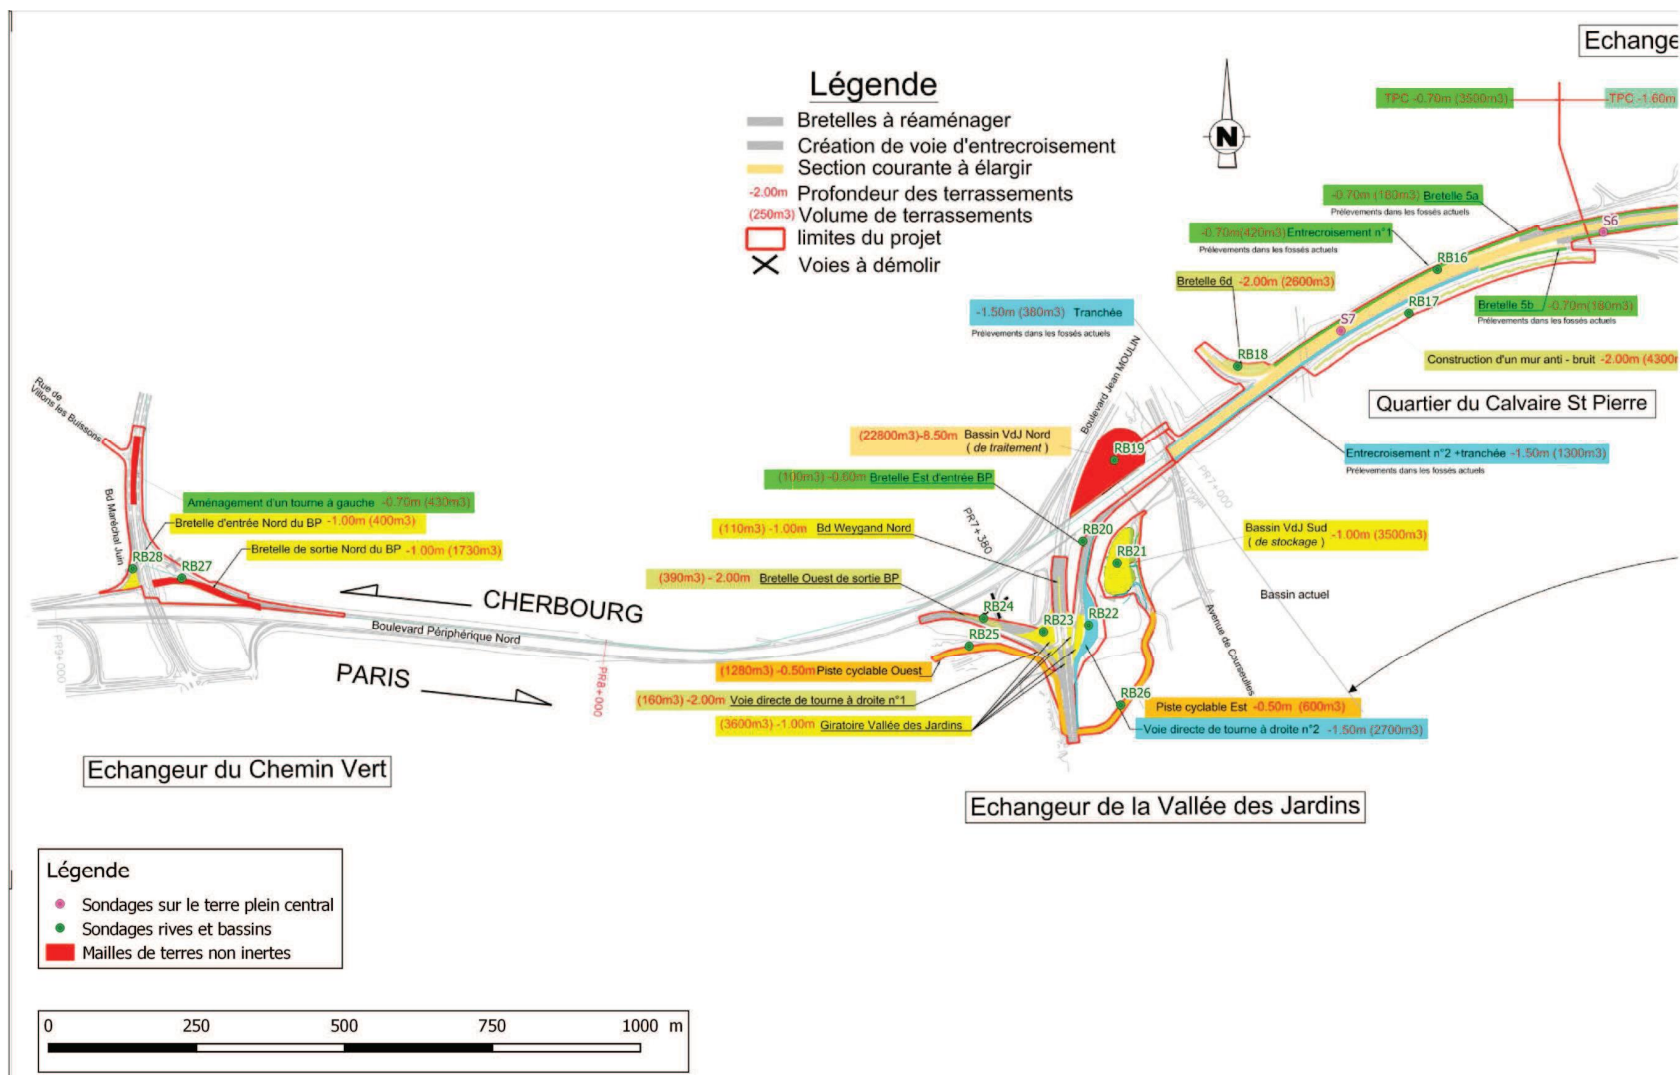 Echange
Légende
Bretelles à réaménager
Création de voie d'entrecroisement
Section courante à élargir
-2.00m Profondeur des terrassements
(250m3) Volume de terrassements
limites du projet
Voies à démolir
N
TPC -0.70m (3500m3)
TPC -1.60m
-0.70m (160m3) Bretelle 5a
Prélevements dans les fossés actuels
S6
-0.70m(420m3) Entrecroisement n°1
Prélevements dans les fossés actuels
RB16
Bretelle 6d -2.00m (2600m3)
RB17
Bretelle 5b -0.70m(160m3)
Prélevements dans les fossés actuels
S7
-1.50m (380m3) Tranchée
Prélevements dans les fossés actuels
RB18
Construction d'un mur anti - bruit -2.00m (4300
Quartier du Calvaire St Pierre
Boulevard Jean MOULIN
Rue de
Villons les Buissons
(22800m3)-8.50m Bassin VdJ Nord
( de traitement )
RB19
Entrecroisement n°2 +tranchée -1.50m (1300m3)
Prélevements dans les fossés actuels
(100m3) -0.60m Bretelle Est d'entrée BP
PR7+000
Aménagement d'un tourne à gauche -0.70m (430m3)
Bd Maréchal Juin
Bretelle d'entrée Nord du BP -1.00m (400m3)
(110m3) -1.00m Bd Weygand Nord
PR7+380
RB20
Bassin VdJ Sud -1.00m (3500m3)
( de stockage )
Bretelle de sortie Nord du BP -1.00m (1730m3)
RB28
RB27
RB21
(390m3) - 2.00m Bretelle Ouest de sortie BP
Bassin actuel
CHERBOURG
RB24
RB23
RB22
RB25
Boulevard Périphérique Nord
Avenue de Courseulles
PR9+000
PARIS
PR8+000
(1280m3) -0.50m Piste cyclable Ouest
(160m3) -2.00m Voie directe de tourne à droite n°1
RB26
Piste cyclable Est -0.50m (600m3)
(3600m3) -1.00m Giratoire Vallée des Jardins
Voie directe de tourne à droite n°2 -1.50m (2700m3)
Echangeur du Chemin Vert
Echangeur de la Vallée des Jardins
Légende
Sondages sur le terre plein central
Sondages rives et bassins
Mailles de terres non inertes
0 250 500 750 1000 m